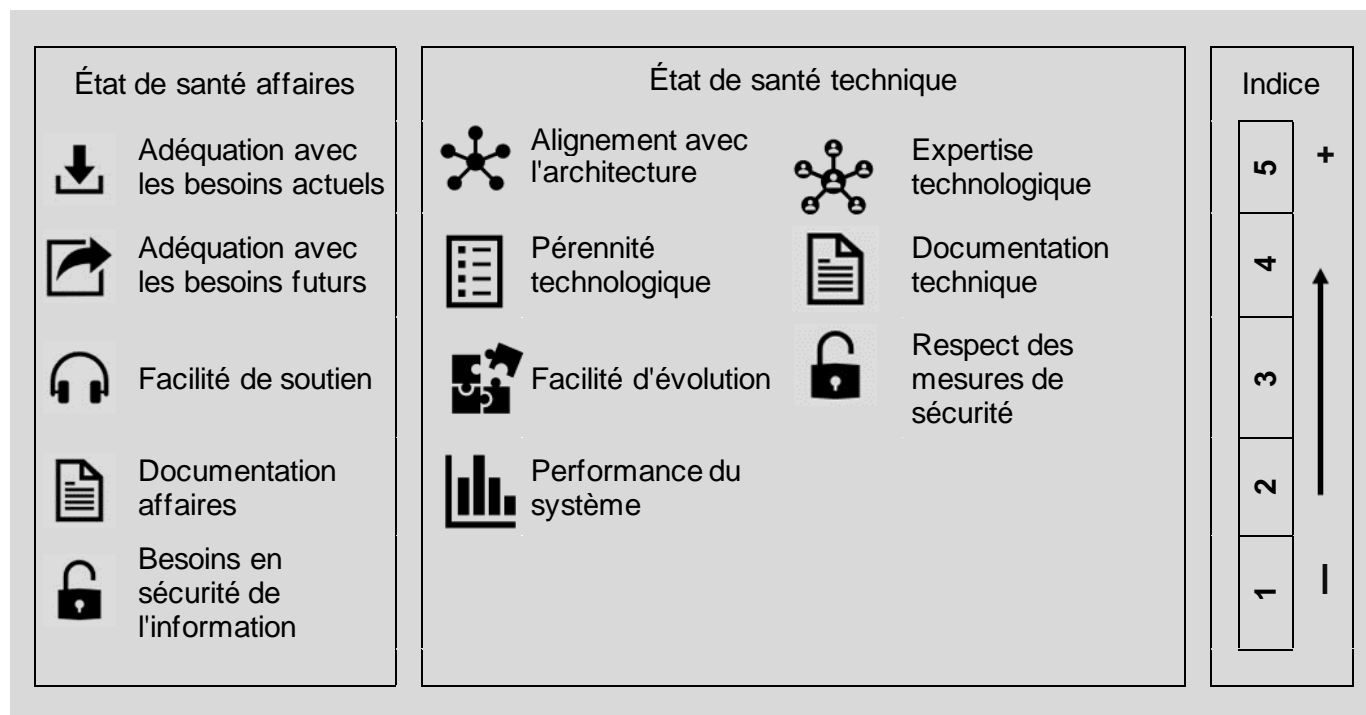 État de santé affaires
Adéquation avec
les besoins actuels
Adéquation avec
les besoins futurs
Facilité de soutien
Documentation
affaires
Besoins en
sécurité de
l'information
État de santé technique
Alignement avec
l'architecture
Pérennité
technologique
Facilité d'évolution
Performance du
système
Expertise
technologique
Documentation
technique
Respect des
mesures de
sécurité
Indice
5 +
4
3
2
1 –